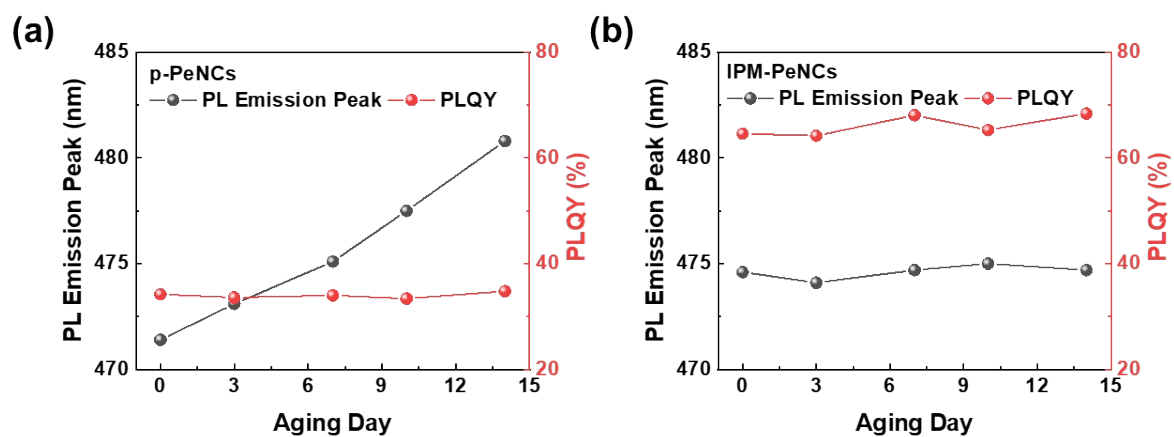 (a)
p-PeNCs
PL Emission Peak PLQY
PL Emission Peak (nm)
485
480
475
470
0 3 6 9 12 15
Aging Day
80
60
40
20
PLQY (%)
(b)
IPM-PeNCs
PL Emission Peak PLQY
PL Emission Peak (nm)
485
480
475
470
0 3 6 9 12 15
Aging Day
80
60
40
20
PLQY (%)